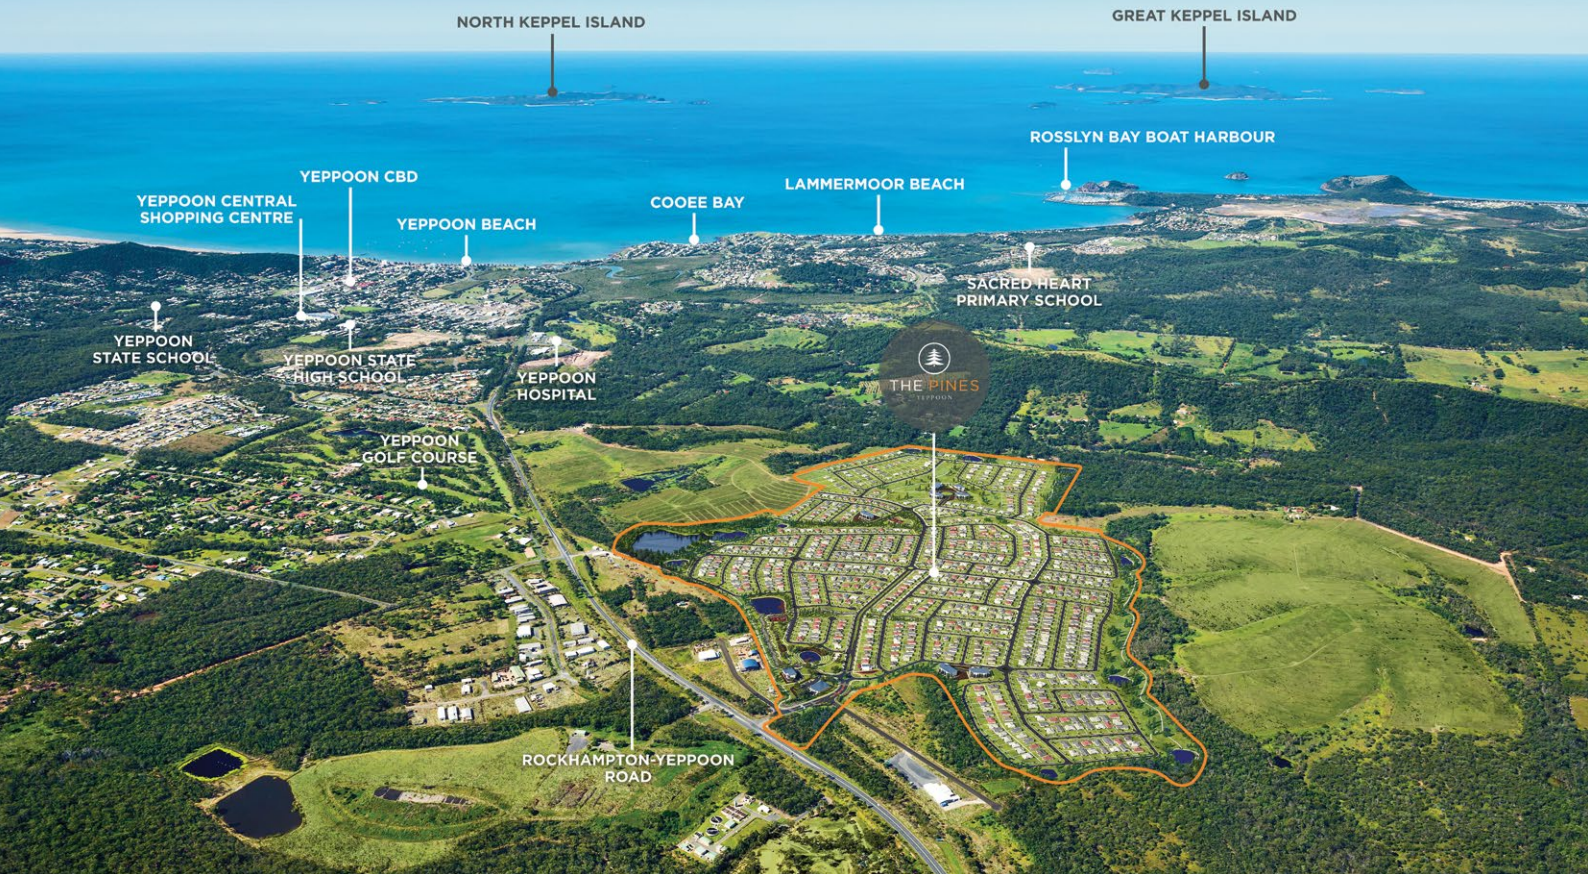 NORTH KEPPEL ISLAND
GREAT KEPPEL ISLAND
ROSSLYN BAY BOAT HARBOUR
YEPPOON CBD
LAMMERMOOR BEACH
YEPPOON CENTRAL
SHOPPING CENTRE
COOEE BAY
YEPPOON BEACH
SACRED HEART
PRIMARY SCHOOL
YEPPOON
STATE SCHOOL
YEPPOON STATE
HIGH SCHOOL
YEPPOON
HOSPITAL
THE PINES
YEPPOON
YEPPOON
GOLF COURSE
ROCKHAMPTON-YEPPOON
ROAD